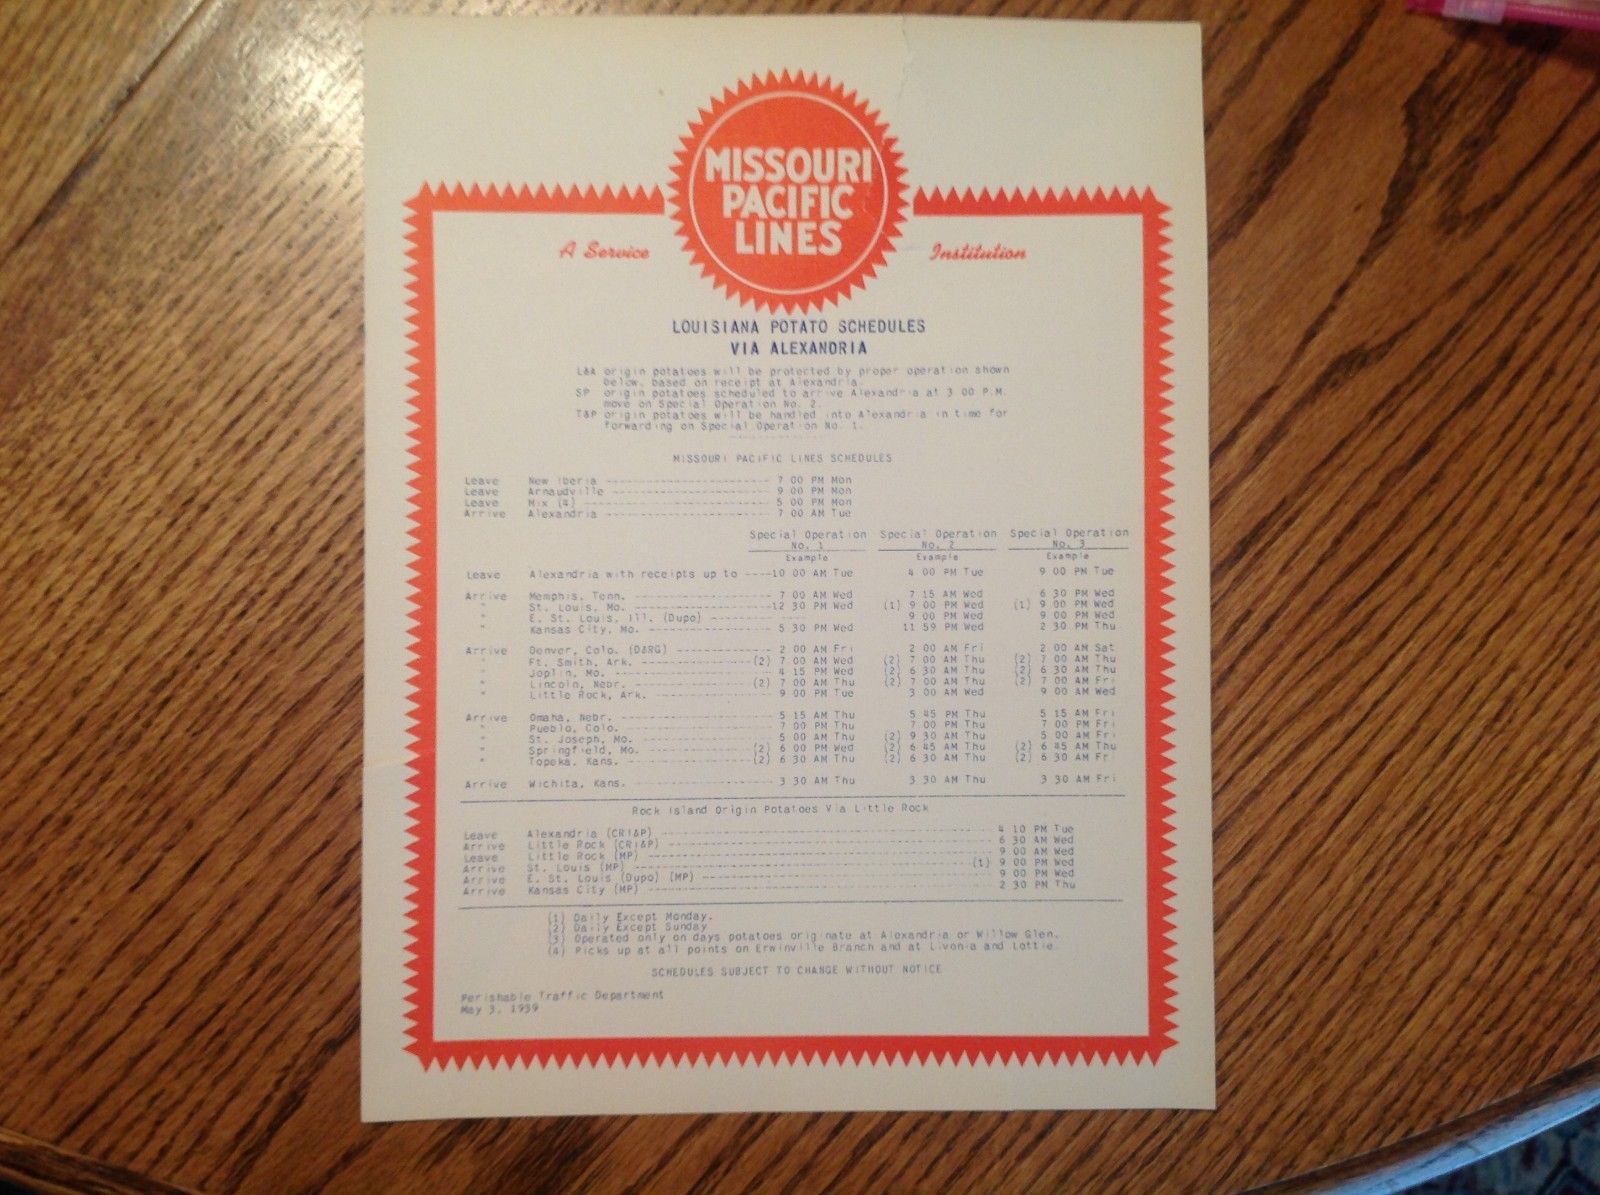 MISSOURI
PACIFIC
LINES
A Service Institution
LOUISIANA POTATO SCHEDULES
VIA ALEXANDRIA
L&A origin potatoes will be protected by proper operation shown
below, based on receipt at Alexandria.
SP origin potatoes scheduled to arrive Alexandria at 3 00 P.M.
move on Special Operation No. 2.
T&P origin potatoes will be handled into Alexandria in time for
forwarding on Special Operation No. 1.
MISSOURI PACIFIC LINES SCHEDULES
Leave New Iberia 7 00 PM Mon
Leave Arnaudville 9 00 PM Mon
Leave Mix (4) 5 00 PM Mon
Arrive Alexandria 7 00 AM Tue
Special Operation Special Operation Special Operation
No. 1 No. 2 No. 3
Example Example Example
Leave Alexandria with receipts up to 10 00 AM Tue 4 00 PM Tue 9 00 PM Tue
Arrive Memphis, Tenn. 7 00 AM Wed 7 15 AM Wed 6 30 PM Wed
" St. Louis, Mo. 12 30 PM Wed (1) 9 00 PM Wed (1) 9 00 PM Wed
" E. St. Louis, Ill. (Dupo) ---- 9 00 PM Wed 9 00 PM Wed
" Kansas City, Mo. 5 30 PM Wed 11 59 PM Wed 2 30 PM Thu
Arrive Denver, Colo. (D&RG) 2 00 AM Fri 2 00 AM Fri 2 00 AM Sat
" Ft. Smith, Ark. (2) 7 00 AM Wed (2) 7 00 AM Thu (2) 7 00 AM Thu
" Joplin, Mo. 4 15 PM Wed (2) 6 30 AM Thu (2) 6 30 AM Thu
" Lincoln, Nebr. (2) 7 00 AM Thu (2) 7 00 AM Thu (2) 7 00 AM Fri
" Little Rock, Ark. 9 00 PM Tue 3 00 AM Wed 9 00 AM Wed
Arrive Omaha, Nebr. 5 15 AM Thu 5 45 PM Thu 5 15 AM Fri
" Pueblo, Colo. 7 00 PM Thu 7 00 PM Thu 7 00 PM Fri
" St. Joseph, Mo. 5 00 AM Thu (2) 9 30 AM Thu 5 00 AM Fri
" Springfield, Mo. (2) 6 00 PM Wed (2) 6 45 AM Thu (2) 6 45 AM Thu
" Topeka, Kans. (2) 6 30 AM Thu (2) 6 30 AM Thu (2) 6 30 AM Fri
Arrive Wichita, Kans. 3 30 AM Thu 3 30 AM Thu 3 30 AM Fri
Rock Island Origin Potatoes Via Little Rock
Leave Alexandria (CRI&P) 4 10 PM Tue
Arrive Little Rock (CRI&P) 6 30 AM Wed
Leave Little Rock (MP) 9 00 AM Wed
Arrive St. Louis (MP) (1) 9 00 PM Wed
Arrive E. St. Louis (Dupo) (MP) 9 00 PM Wed
Arrive Kansas City (MP) 2 30 PM Thu
(1) Daily Except Monday.
(2) Daily Except Sunday
(3) Operated only on days potatoes originate at Alexandria or Willow Glen.
(4) Picks up at all points on Erwinville Branch and at Livonia and Lottie.
SCHEDULES SUBJECT TO CHANGE WITHOUT NOTICE
Perishable Traffic Department
May 3, 1939